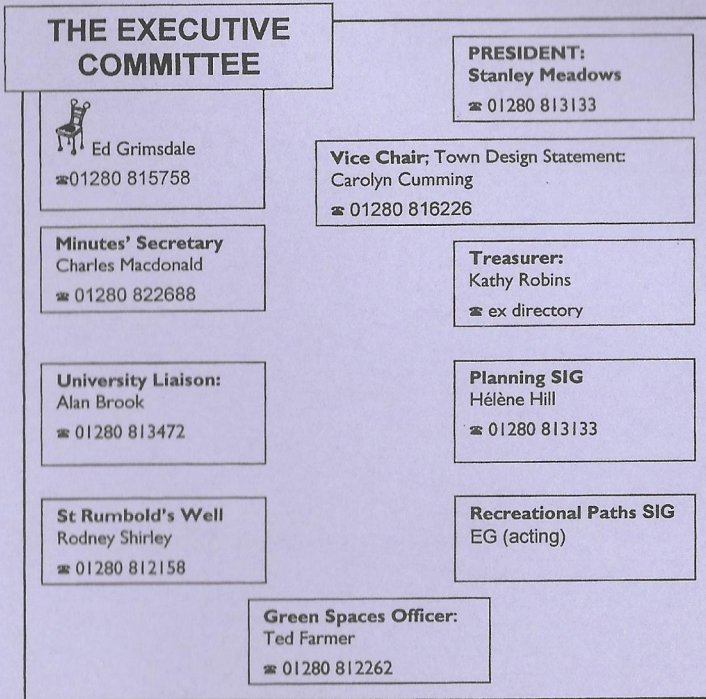 THE EXECUTIVE
COMMITTEE
PRESIDENT:
Stanley Meadows
☎ 01280 813133
Ed Grimsdale
☎01280 815758
Vice Chair; Town Design Statement:
Carolyn Cumming
☎ 01280 816226
Minutes' Secretary
Charles Macdonald
☎ 01280 822688
Treasurer:
Kathy Robins
☎ ex directory
University Liaison:
Alan Brook
☎ 01280 813472
Planning SIG
Hélène Hill
☎ 01280 813133
St Rumbold's Well
Rodney Shirley
☎ 01280 812158
Recreational Paths SIG
EG (acting)
Green Spaces Officer:
Ted Farmer
☎ 01280 812262